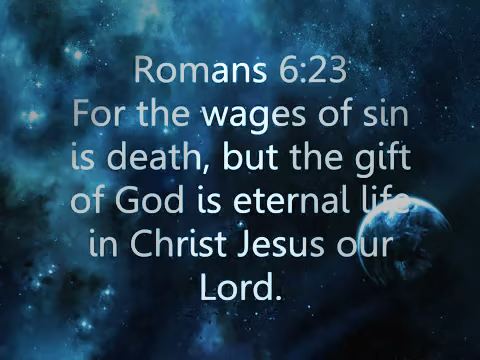 Romans 6:23
For the wages of sin
is death, but the gift
of God is eternal life
in Christ Jesus our
Lord.